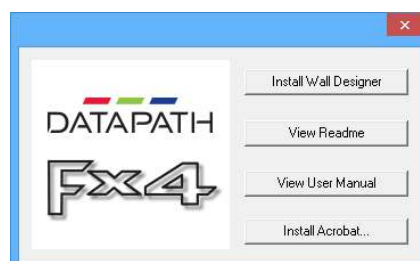 DATAPATH
Fx4
Install Wall Designer
View Readme
View User Manual
Install Acrobat...